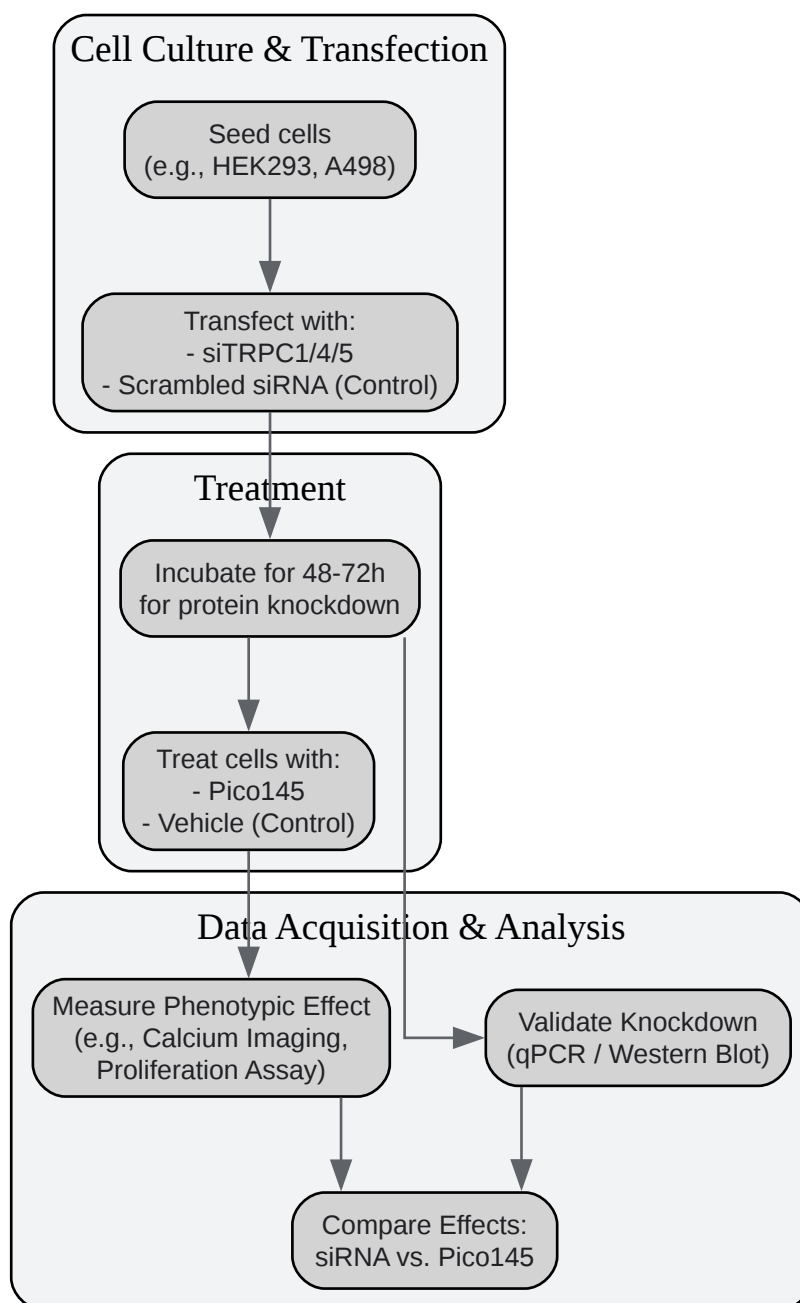 Cell Culture & Transfection
Seed cells
(e.g., HEK293, A498)
Transfect with:
- siTRPC1/4/5
- Scrambled siRNA (Control)
Treatment
Incubate for 48-72h
for protein knockdown
Treat cells with:
- Pico145
- Vehicle (Control)
Data Acquisition & Analysis
Measure Phenotypic Effect
(e.g., Calcium Imaging,
Proliferation Assay)
Validate Knockdown
(qPCR / Western Blot)
Compare Effects:
siRNA vs. Pico145